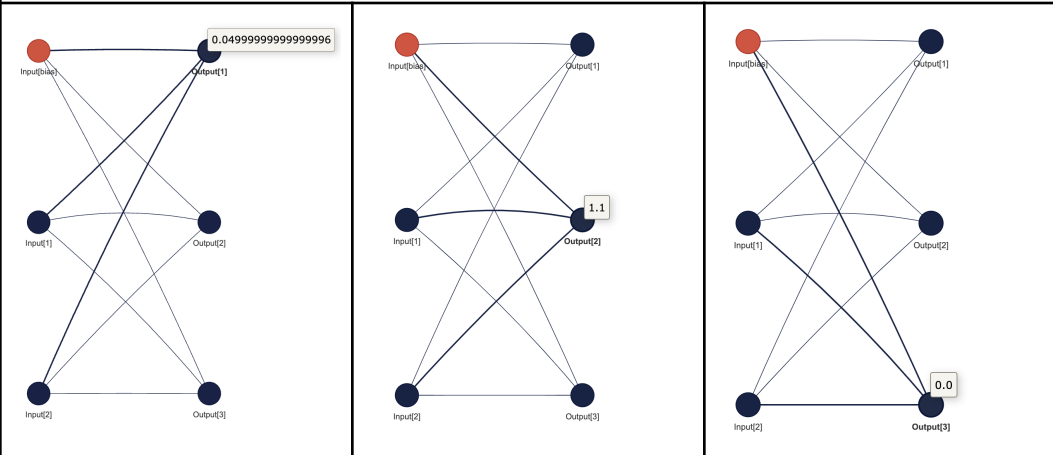 0.04999999999999996
Input[bias]
Output[1]
Input[1]
Output[2]
Input[2]
Output[3]
Input[bias]
Output[1]
1.1
Input[1]
Output[2]
Input[2]
Output[3]
Input[bias]
Output[1]
Input[1]
Output[2]
0.0
Input[2]
Output[3]